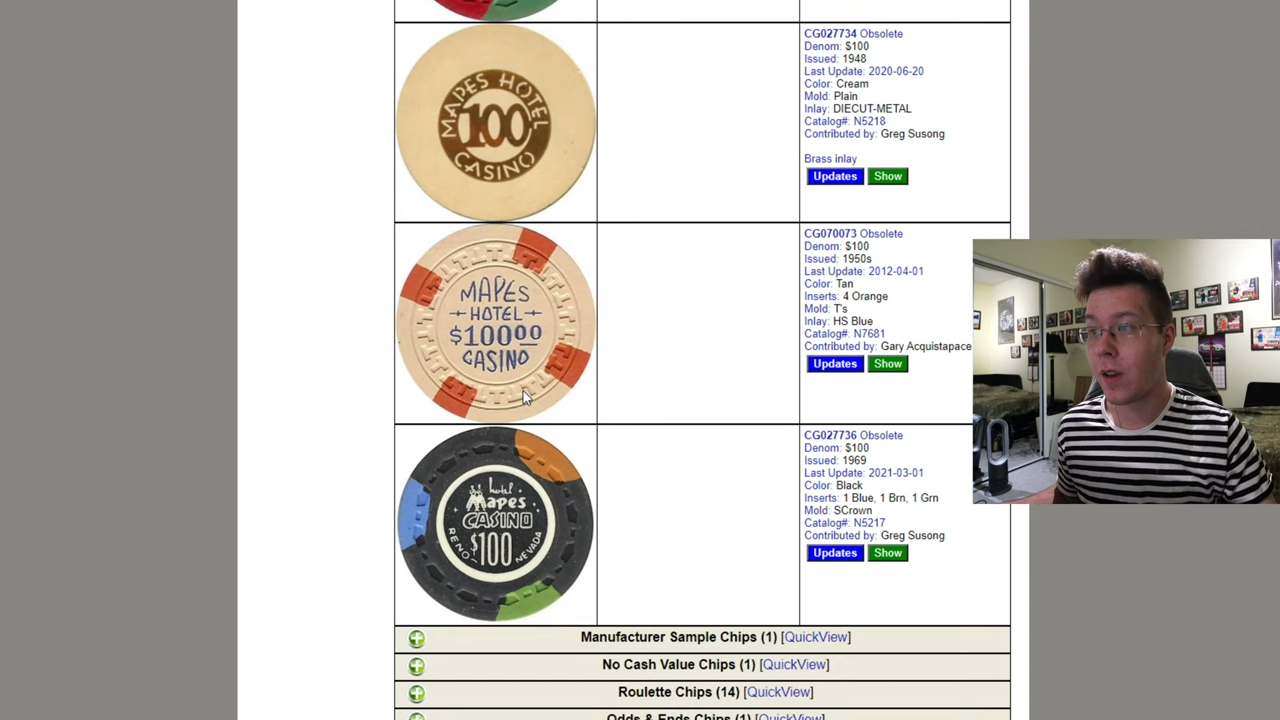 MAPES HOTEL
100
CASINO
CG027734 Obsolete
Denom: $100
Issued: 1948
Last Update: 2020-06-20
Color: Cream
Mold: Plain
Inlay: DIECUT-METAL
Catalog#: N5218
Contributed by: Greg Susong
Brass inlay
Updates Show
MAPES
HOTEL
$100 00
CASINO
CG070073 Obsolete
Denom: $100
Issued: 1950s
Last Update: 2012-04-01
Color: Tan
Inserts: 4 Orange
Mold: T's
Inlay: HS Blue
Catalog#: N7681
Contributed by: Gary Acquistapace
Updates Show
hotel
Mapes
CASINO
$100
RENO NEVADA
CG027736 Obsolete
Denom: $100
Issued: 1969
Last Update: 2021-03-01
Color: Black
Inserts: 1 Blue, 1 Brn, 1 Grn
Mold: SCrown
Catalog#: N5217
Contributed by: Greg Susong
Updates Show
Manufacturer Sample Chips (1) [QuickView]
No Cash Value Chips (1) [QuickView]
Roulette Chips (14) [QuickView]
Odds & Ends Chips (1) [QuickView]